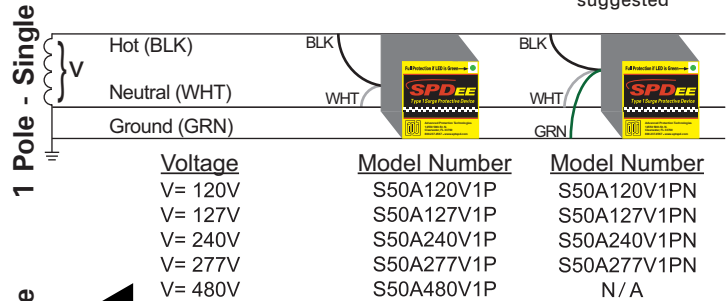 suggested
1 Pole - Single
V
Hot (BLK)
Neutral (WHT)
Ground (GRN)
BLK
WHT
Full Protection if LED is Green
SPDEE
Type 1 Surge Protective Device
BLK
WHT
GRN
Full Protection if LED is Green
SPDEE
Type 1 Surge Protective Device
Voltage Model Number Model Number
V= 120V S50A120V1P S50A120V1PN
V= 127V S50A127V1P S50A127V1PN
V= 240V S50A240V1P S50A240V1PN
V= 277V S50A277V1P S50A277V1PN
V= 480V S50A480V1P N/A
e